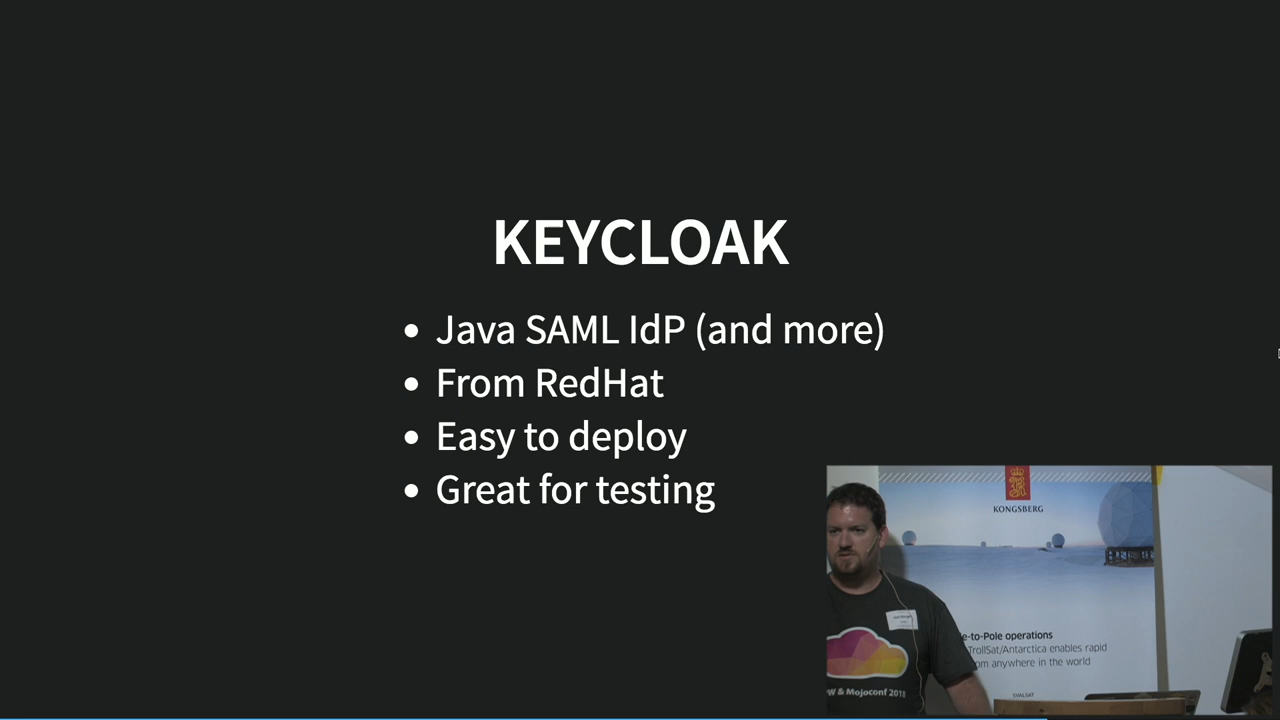 KEYCLOAK
Java SAML IdP (and more)
From RedHat
Easy to deploy
Great for testing
KONGSBERG
e-to-Pole operations
TrollSat/Antarctica enables rapid
om anywhere in the world
SVALSAT
W & Mojoconf 2018